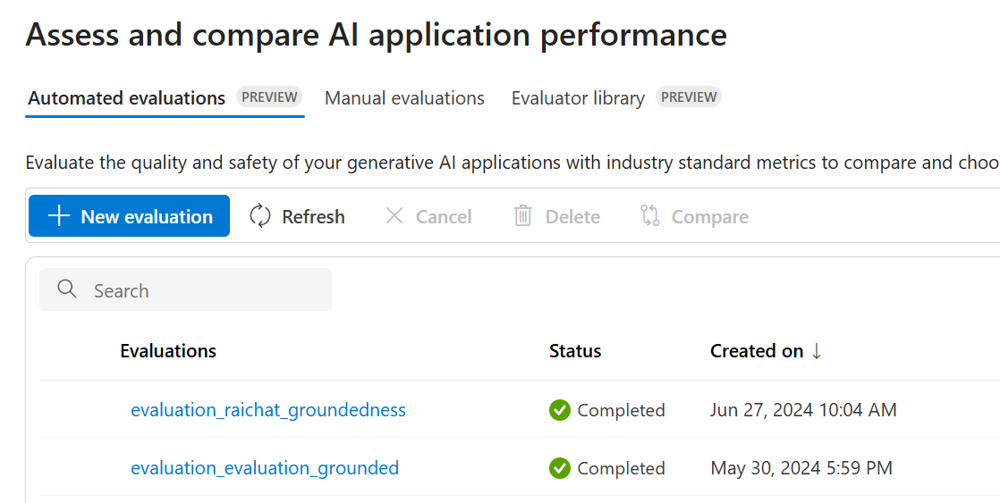 Assess and compare AI application performance
Automated evaluations PREVIEW Manual evaluations Evaluator library PREVIEW
Evaluate the quality and safety of your generative AI applications with industry standard metrics to compare and choo
New evaluation Refresh Cancel Delete Compare
Search
Evaluations Status Created on ↓
evaluation_raichat_groundedness Completed Jun 27, 2024 10:04 AM
evaluation_evaluation_grounded Completed May 30, 2024 5:59 PM